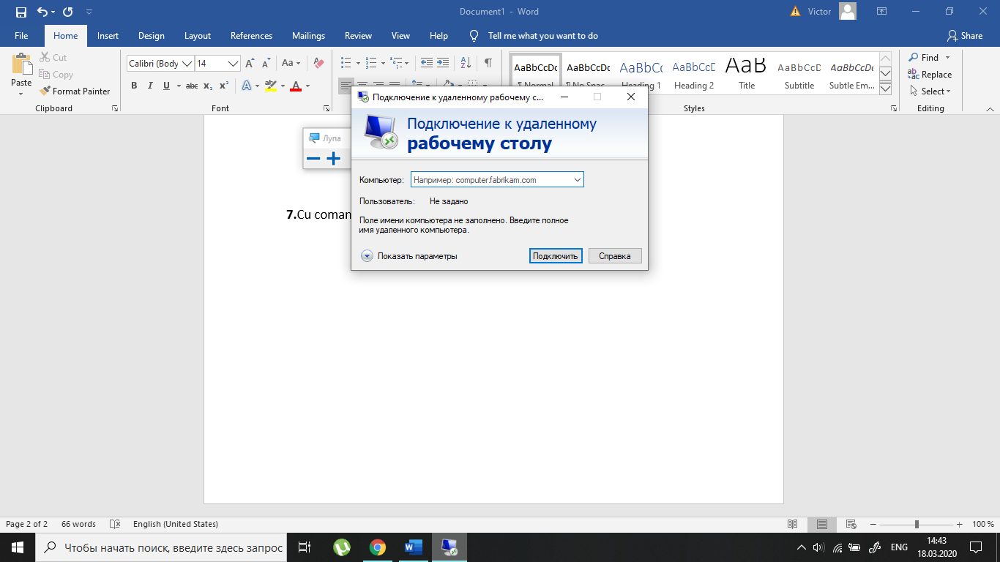 Document1 - Word
Victor
File Home Insert Design Layout References Mailings Review View Help Tell me what you want to do Share
Paste
Cut
Copy
Format Painter
Clipboard
Calibri (Body 14
Aa
B I U abc x₂ x²
A A
Font
AaBbCcDc AaBbCcDc AaBbCc AaBbCcD AaB AaBbCcD AaBbCcDc
¶ Normal ¶ No Spac... Heading 1 Heading 2 Title Subtitle Subtle Em...
Styles
Find
Replace
Select
Editing
Лупа
7.Cu coman
Подключение к удаленному рабочему с...
Подключение к удаленному
рабочему столу
Компьютер: Например: computer.fabrikam.com
Пользователь: Не задано
Поле имени компьютера не заполнено. Введите полное
имя удаленного компьютера.
Показать параметры Подключить Справка
Page 2 of 2 66 words English (United States) 100 %
Чтобы начать поиск, введите здесь запрос
ENG
14:43
18.03.2020